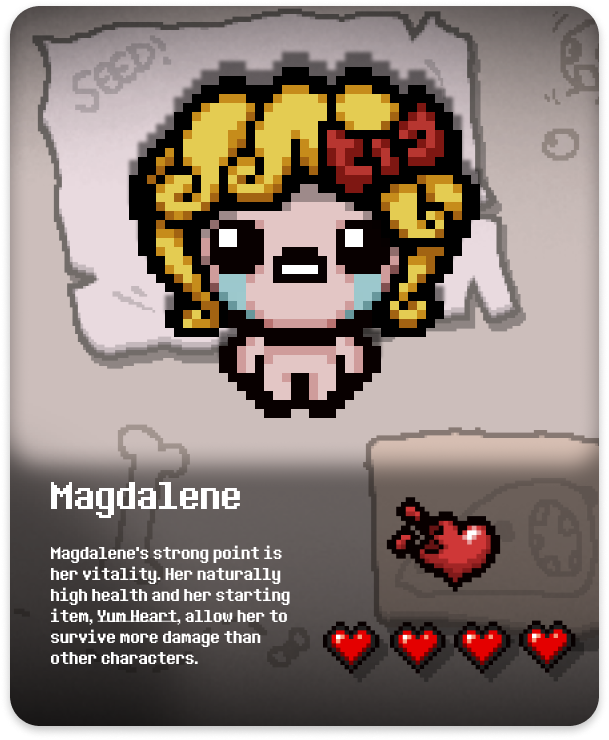 SEED!
Magdalene
Magdalene's strong point is
her vitality. Her naturally
high health and her starting
item, Yum Heart, allow her to
survive more damage than
other characters.